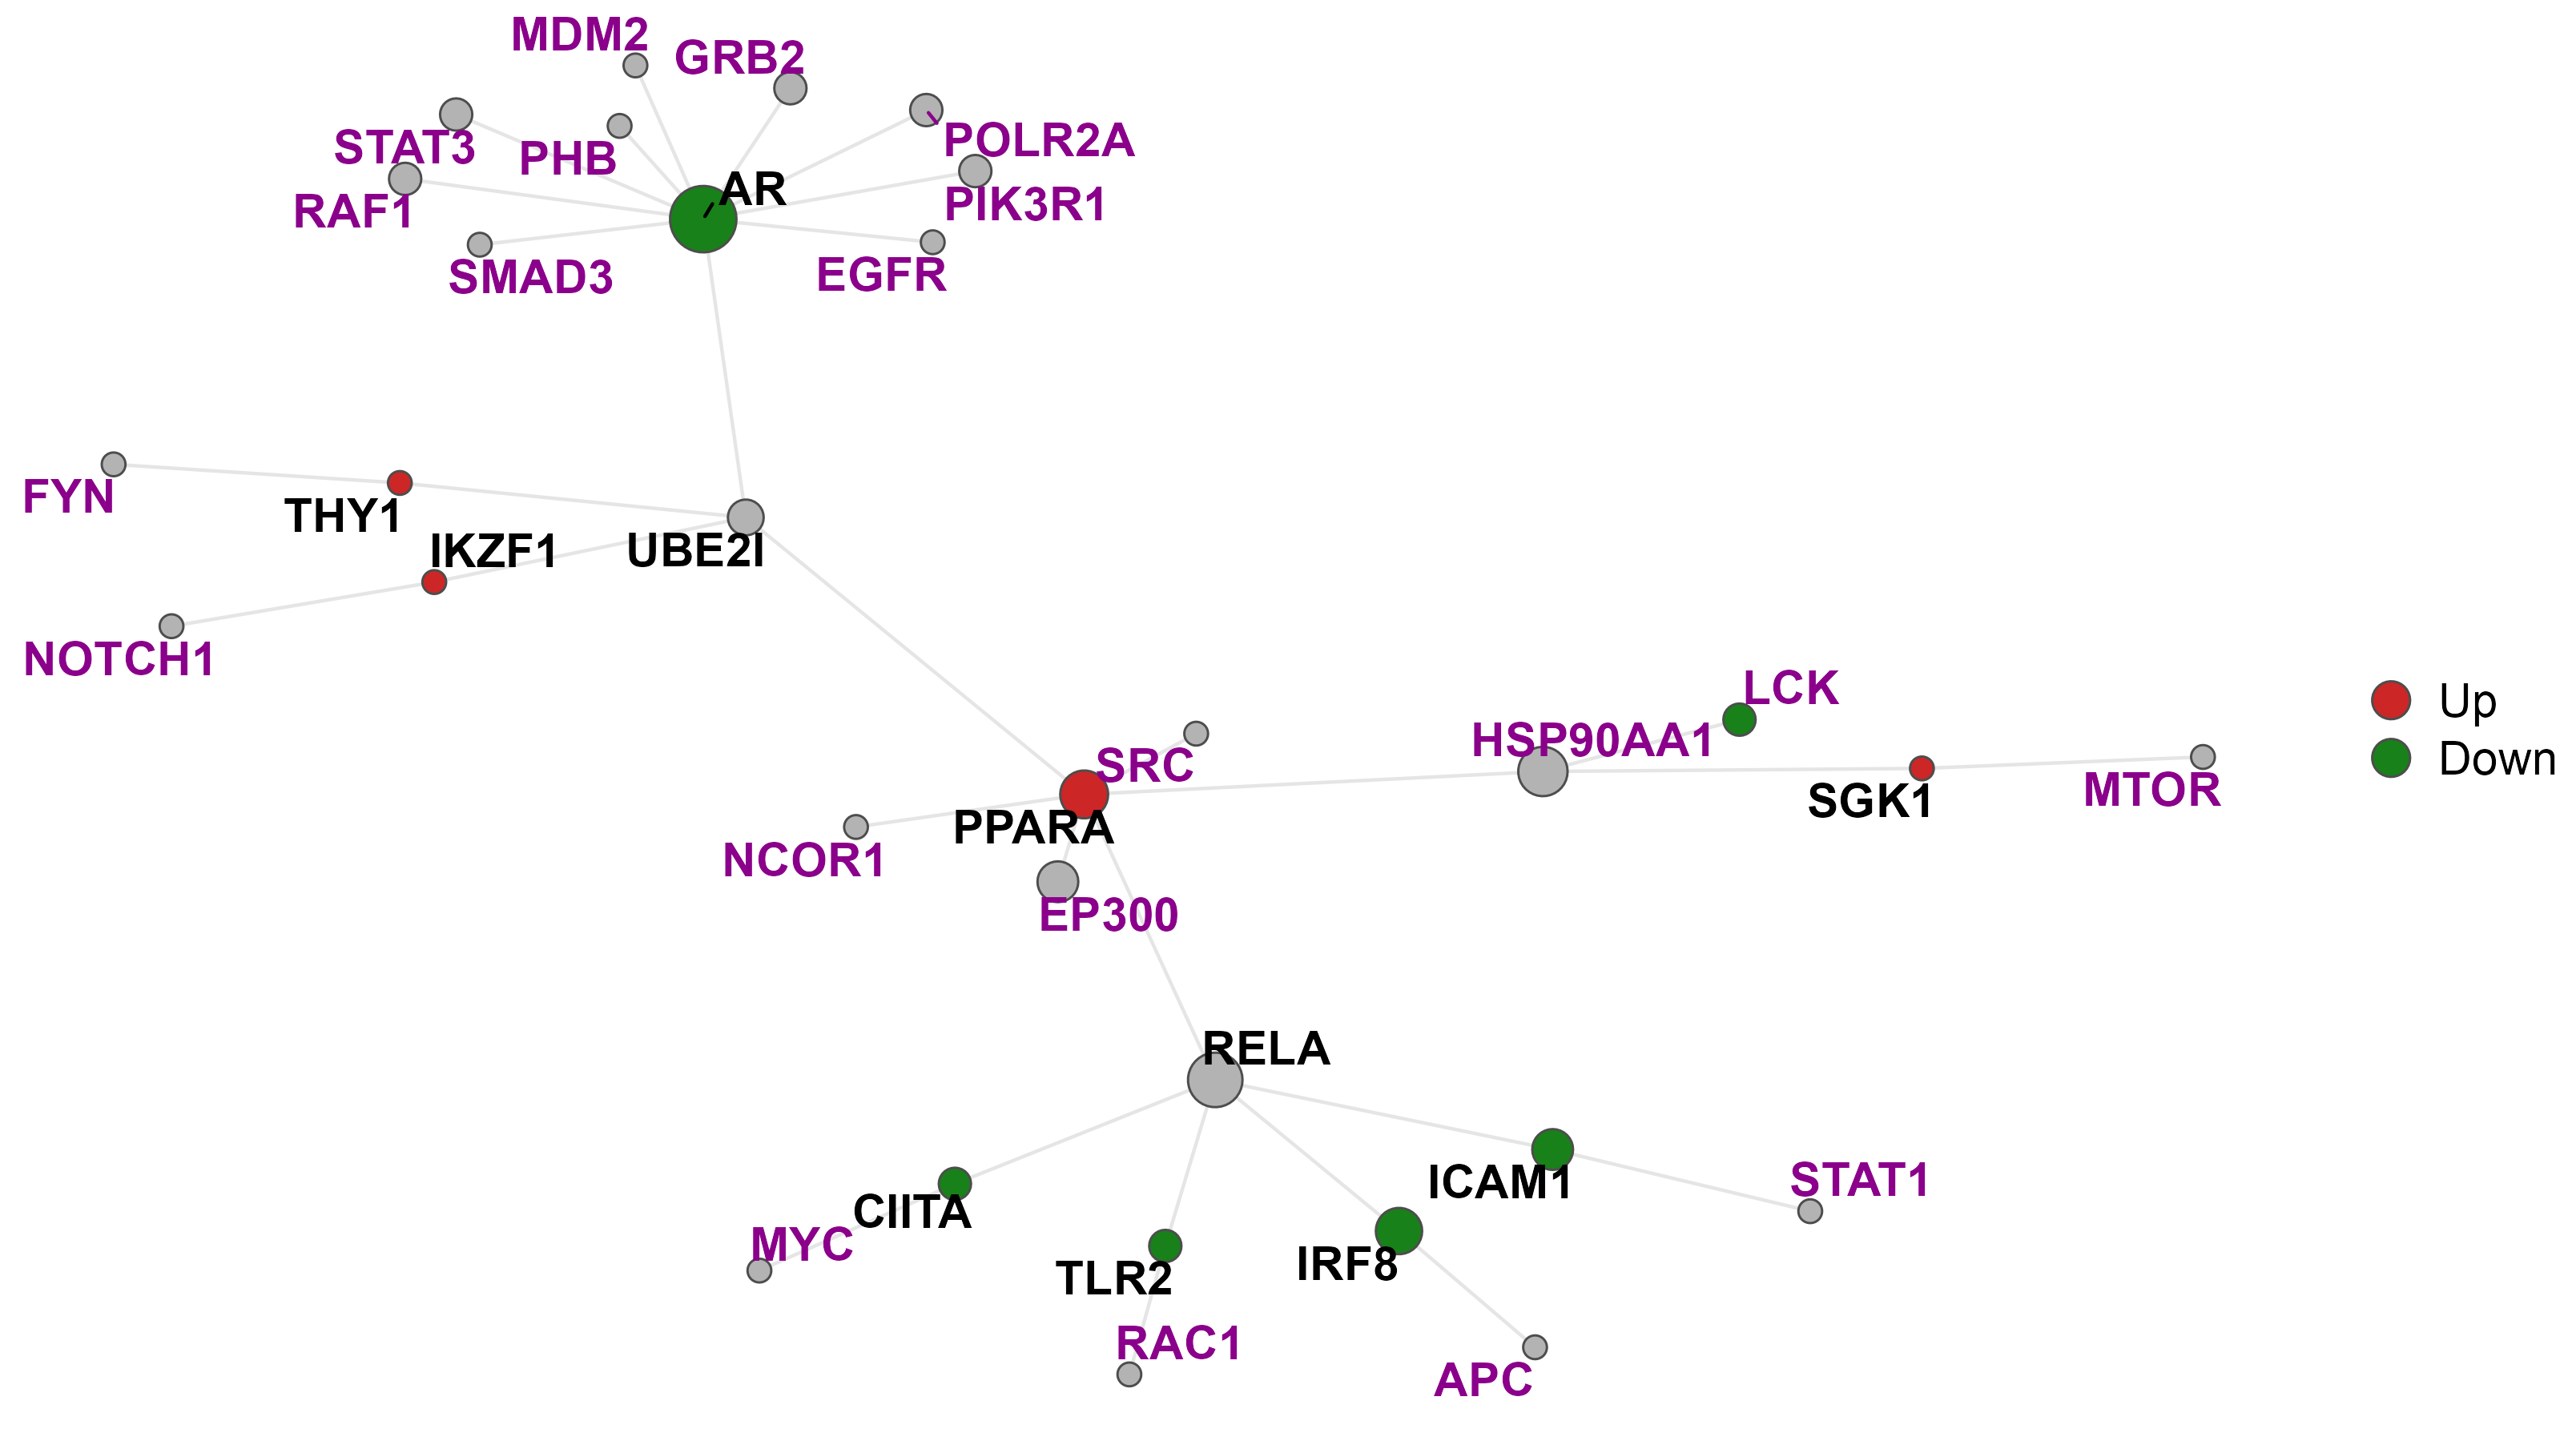 MDM2
GRB2
STAT3
PHB
POLR2A
AR
RAF1
PIK3R1
SMAD3
EGFR
FYN
THY1
IKZF1
UBE2I
NOTCH1
LCK
HSP90AA1
Up
SRC
Down
MTOR
SGK1
PPARA
NCOR1
EP300
RELA
ICAM1
STAT1
CIITA
MYC
IRF8
TLR2
RAC1
APC